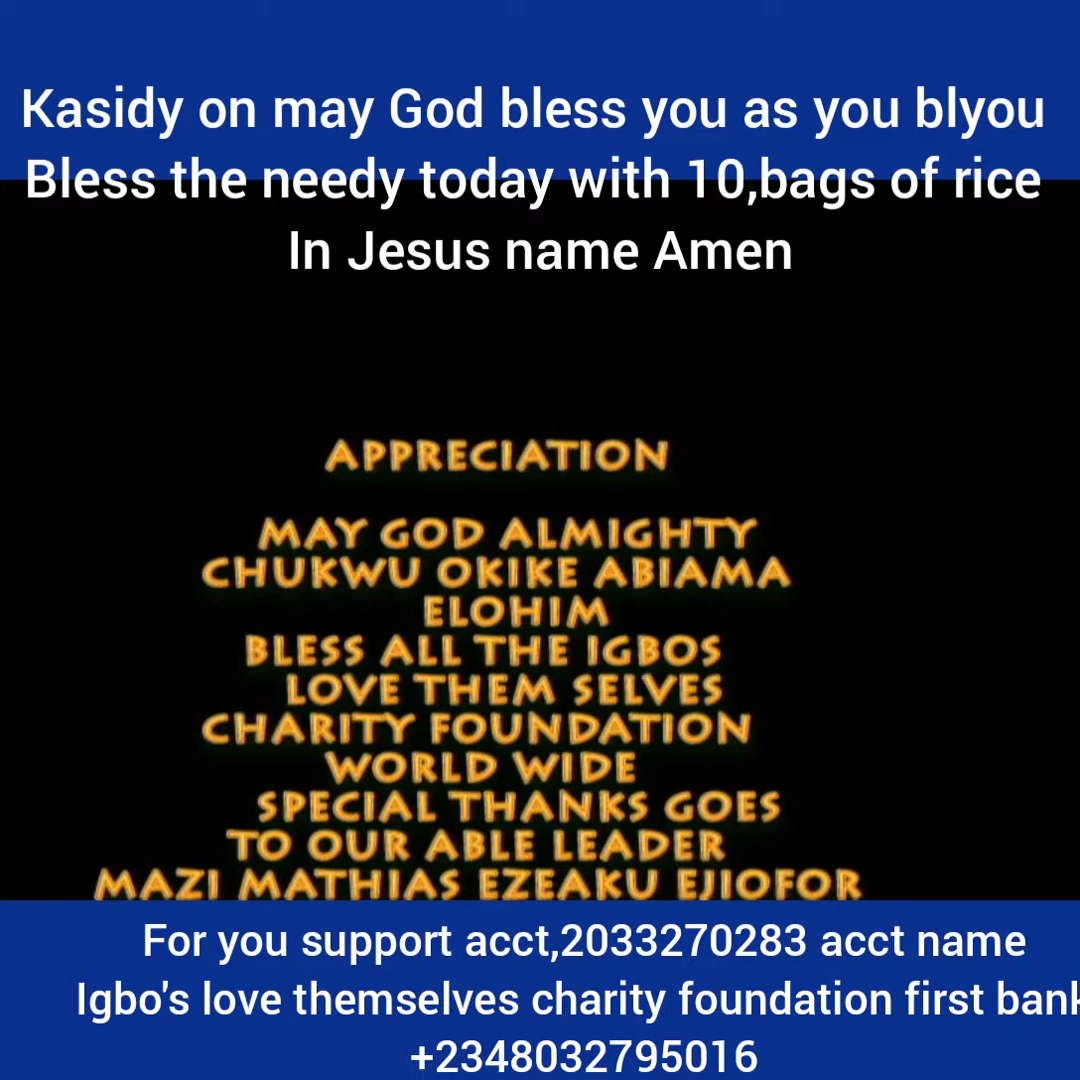 Kasidy on may God bless you as you blyou
Bless the needy today with 10,bags of rice
In Jesus name Amen
APPRECIATION
MAY GOD ALMIGHTY
CHUKWU OKIKE ABIAMA
ELOHIM
BLESS ALL THE IGBOS
LOVE THEM SELVES
CHARITY FOUNDATION
WORLD WIDE
SPECIAL THANKS GOES
TO OUR ABLE LEADER
MAZI MATHIAS EZEAKU EJIOFOR
For you support acct,2033270283 acct name
Igbo's love themselves charity foundation first bank
+2348032795016